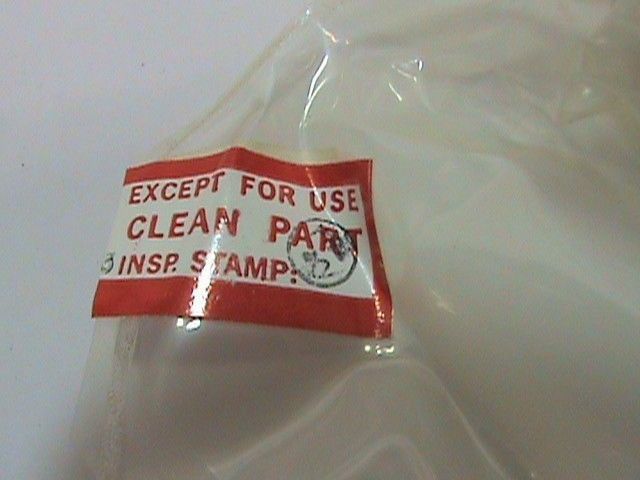 EXCEPT FOR USE
CLEAN PART
INSP. STAMP: